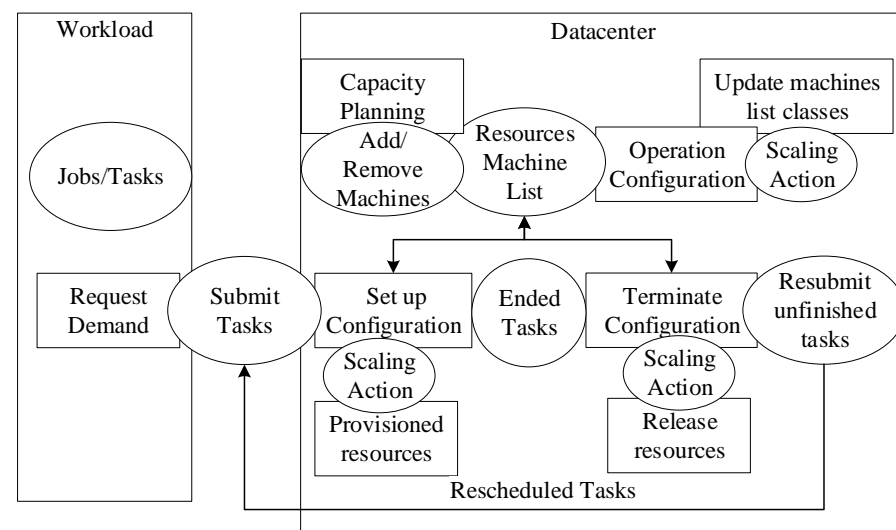 Workload
Datacenter
Capacity
Planning
Update machines
list classes
Add/
Remove
Machines
Resources
Machine
List
Operation
Configuration
Scaling
Action
Jobs/Tasks
Request
Demand
Submit
Tasks
Set up
Configuration
Ended
Tasks
Terminate
Configuration
Resubmit
unfinished
tasks
Scaling
Action
Scaling
Action
Provisioned
resources
Release
resources
Rescheduled Tasks